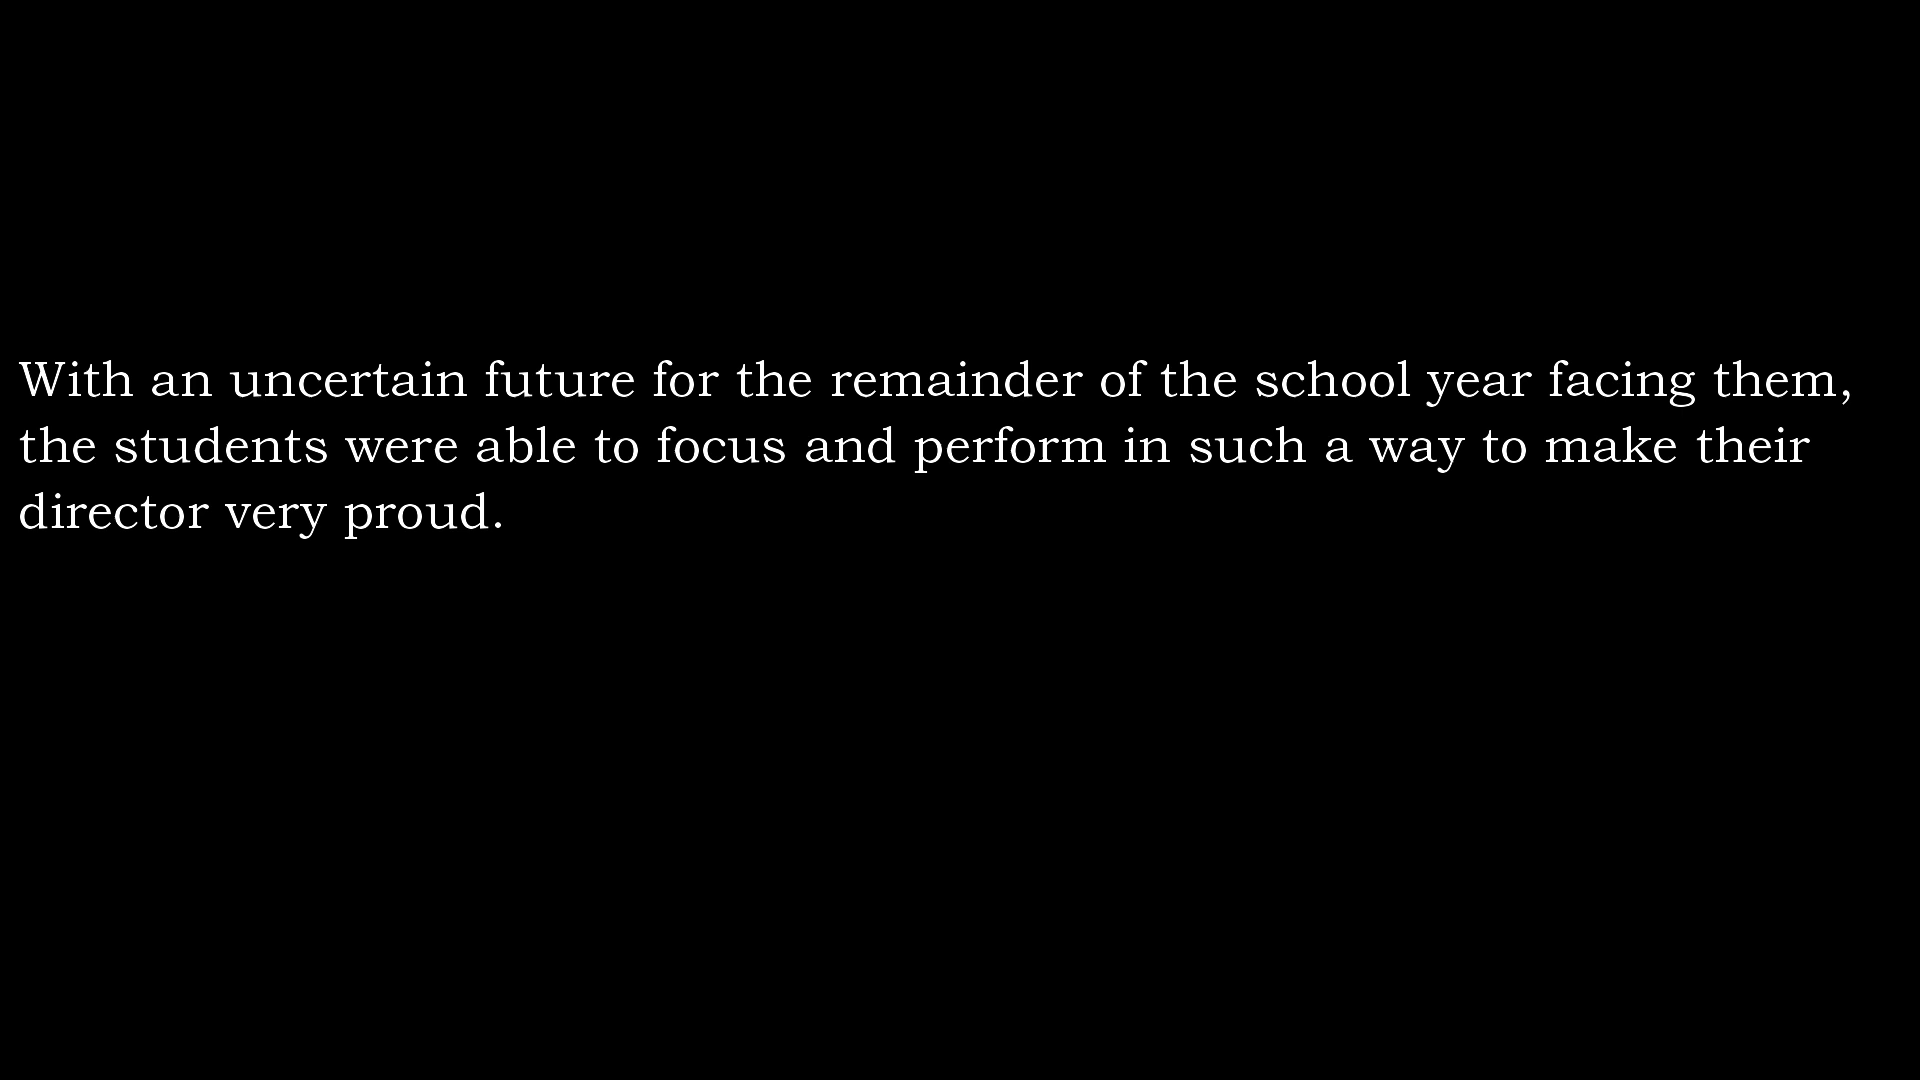 With an uncertain future for the remainder of the school year facing them,
the students were able to focus and perform in such a way to make their
director very proud.